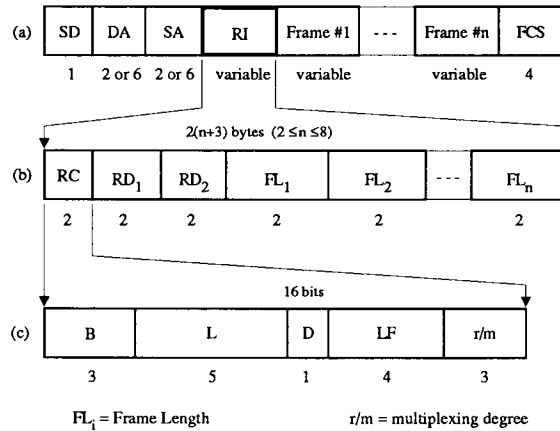 (a) SD DA SA RI Frame #1 - - - Frame #n FCS
1 2 or 6 2 or 6 variable variable variable 4
2(n+3) bytes (2 ≤n ≤8)
(b) RC RD₁ RD₂ FL₁ FL₂ - - - FLₙ
2 2 2 2 2 2
16 bits
(c) B L D LF r/m
3 5 1 4 3
FLᵢ = Frame Length r/m = multiplexing degree